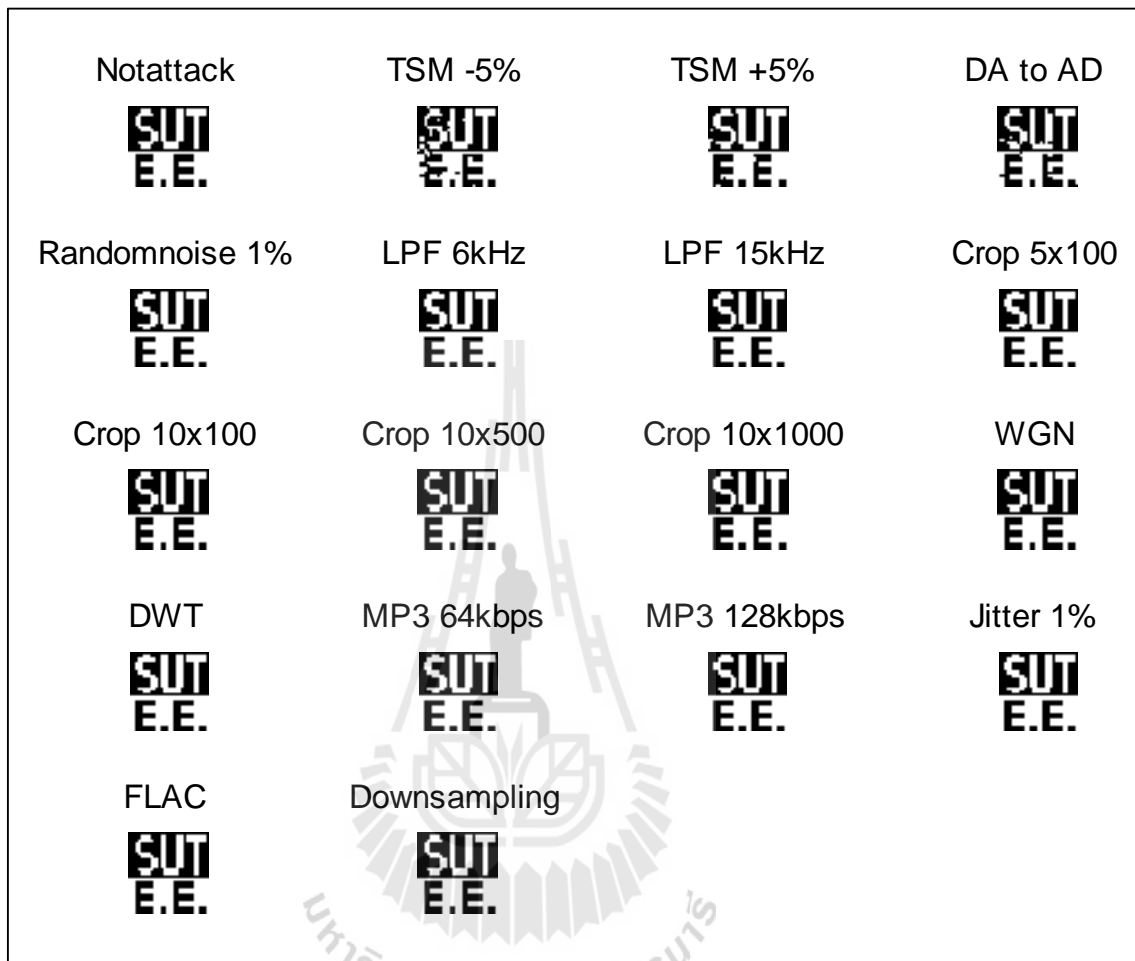 Notattack TSM -5% TSM +5% DA to AD
SUT SUT SUT SUT
E.E. E.E. E.E. E.E.
Randomnoise 1% LPF 6kHz LPF 15kHz Crop 5x100
SUT SUT SUT SUT
E.E. E.E. E.E. E.E.
Crop 10x100 Crop 10x500 Crop 10x1000 WGN
SUT SUT SUT SUT
E.E. E.E. E.E. E.E.
DWT MP3 64kbps MP3 128kbps Jitter 1%
SUT SUT SUT SUT
E.E. E.E. E.E. E.E.
FLAC Downsampling
SUT SUT
E.E. E.E.